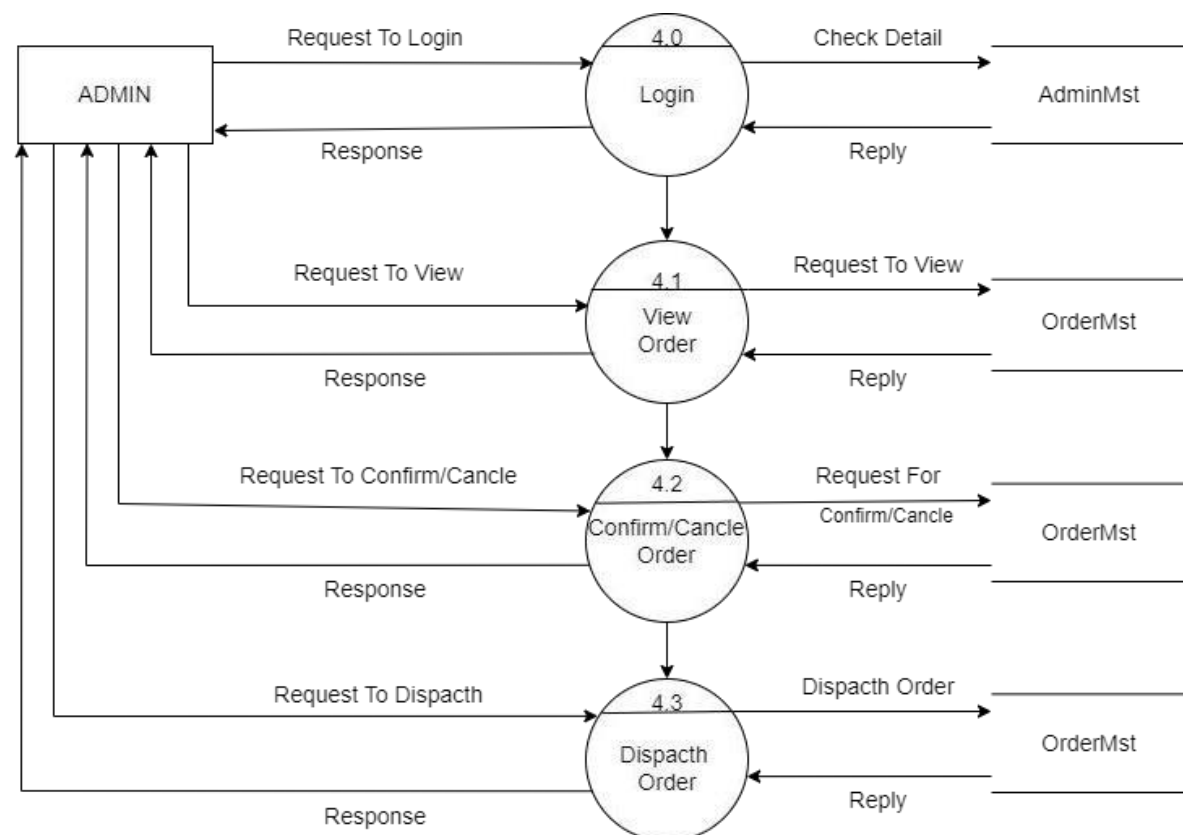 Request To Login
4.0
Check Detail
ADMIN
Login
AdminMst
Response
Reply
Request To View
4.1
Request To View
View
Order
OrderMst
Response
Reply
Request To Confirm/Cancle
4.2
Request For
Confirm/Cancle
Confirm/Cancle
Order
OrderMst
Response
Reply
Request To Dispacth
4.3
Dispacth Order
Dispacth
Order
OrderMst
Response
Reply